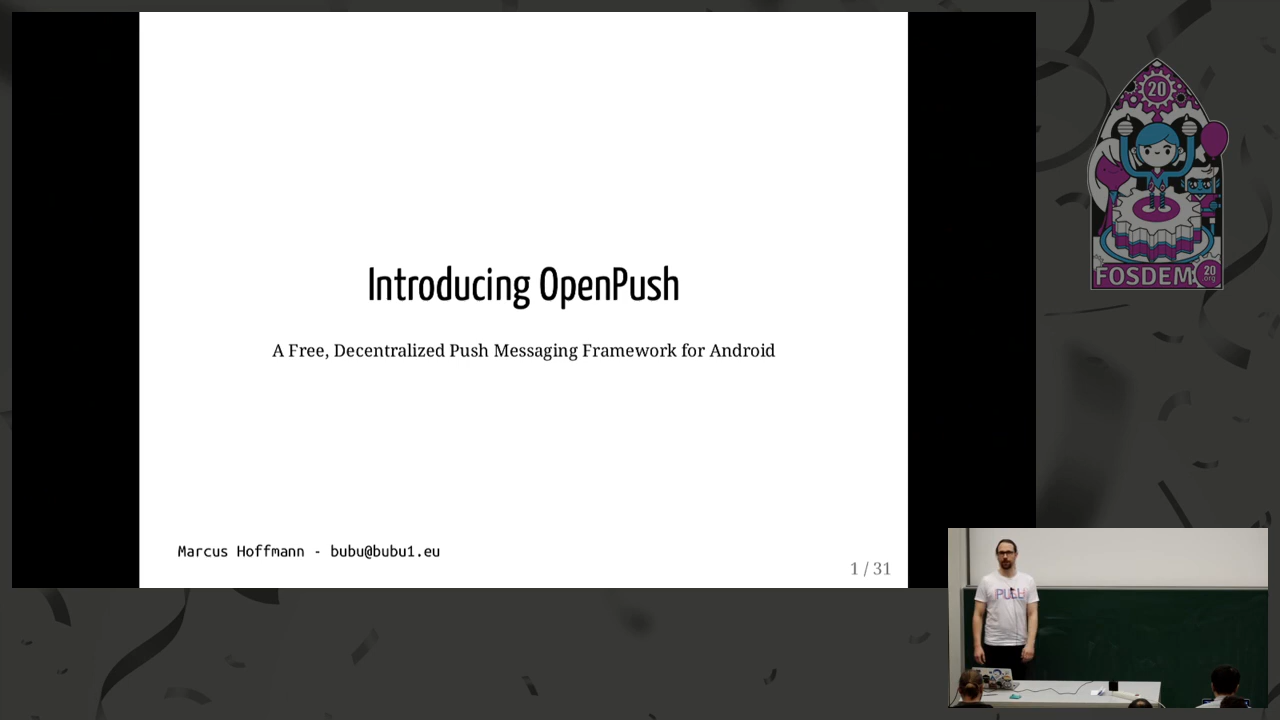 Introducing OpenPush
A Free, Decentralized Push Messaging Framework for Android
Marcus Hoffmann - bubu@bubu1.eu
1 / 31
20
FOSDEM
20
org
PUSH